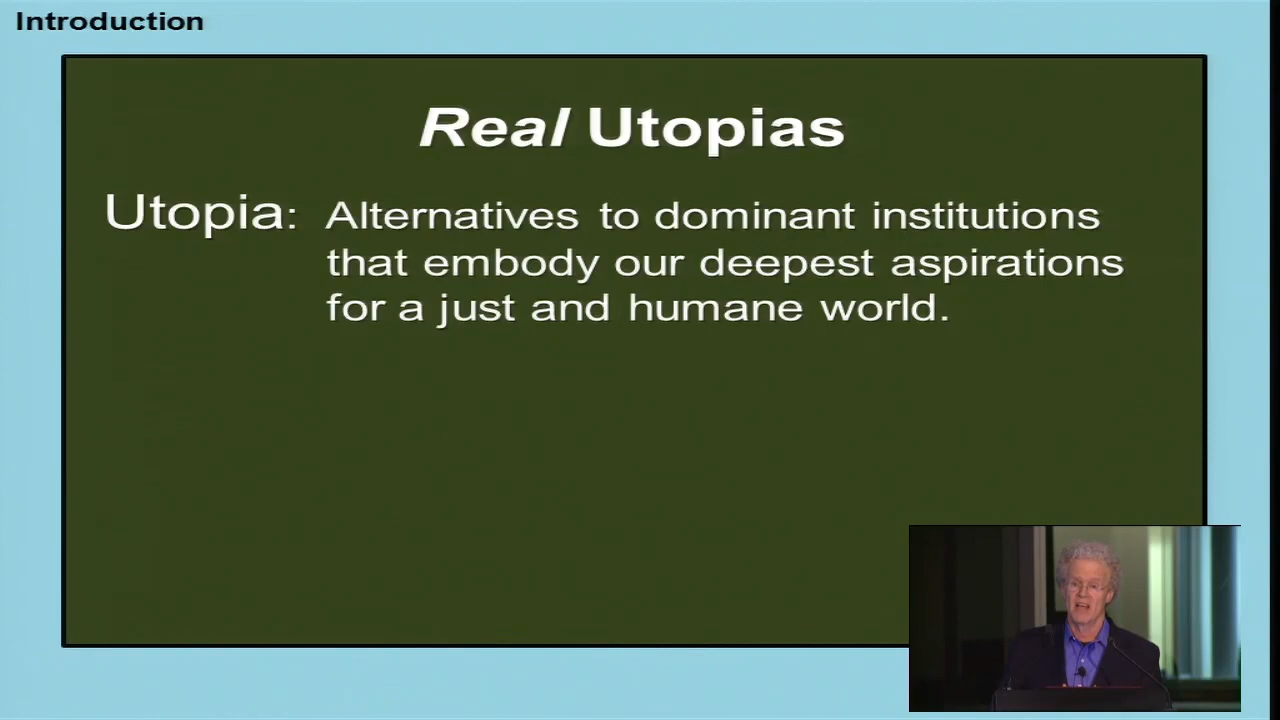 Introduction
Real Utopias
Utopia: Alternatives to dominant institutions
that embody our deepest aspirations
for a just and humane world.